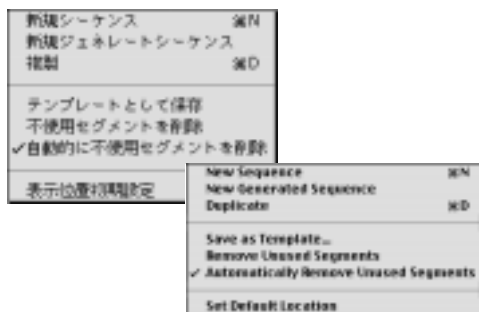 新規シーケンス ⌘N
新規ジェネレートシーケンス
複製 ⌘D
テンプレートとして保存
不使用セグメントを削除
✓自動的に不使用セグメントを削除
表示位置初期設定
New Sequence ⌘N
New Generated Sequence
Duplicate ⌘D
Save as Template...
Remove Unused Segments
✓ Automatically Remove Unused Segments
Set Default Location